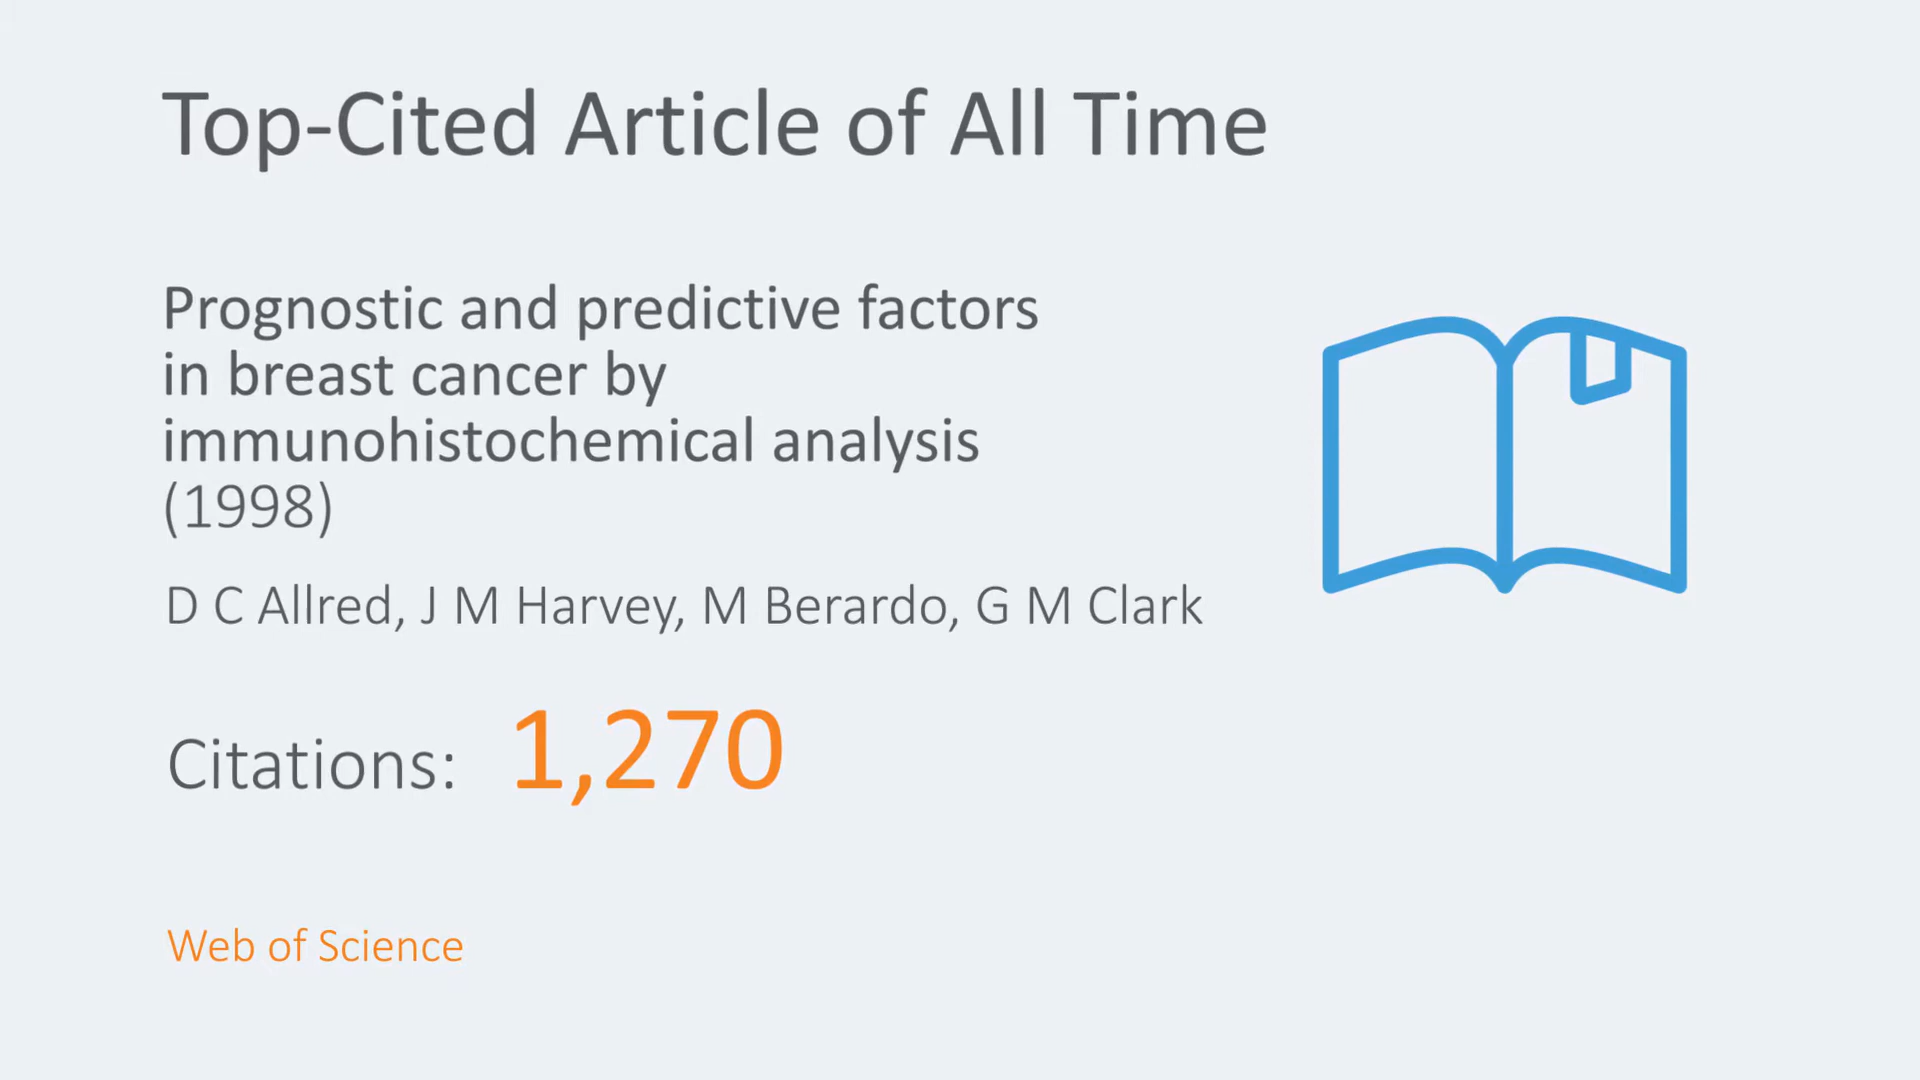 Top-Cited Article of All Time
Prognostic and predictive factors
in breast cancer by
immunohistochemical analysis
(1998)
D C Allred, J M Harvey, M Berardo, G M Clark
Citations: 1,270
Web of Science